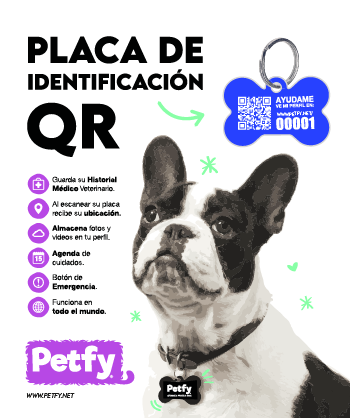 PLACA DE
IDENTIFICACIÓN
QR
AYUDAME
VE MI PERFIL EN:
WWW.PETFY.NET
00001
Guarda su Historial
Médico Veterinario.
Al escanear su placa
recibe su ubicación.
Almacena fotos y
videos en tu perfil.
15
Agenda de
cuidados.
Botón de
Emergencia.
Funciona en
todo el mundo.
Petfy
WWW.PETFY.NET
Petfy